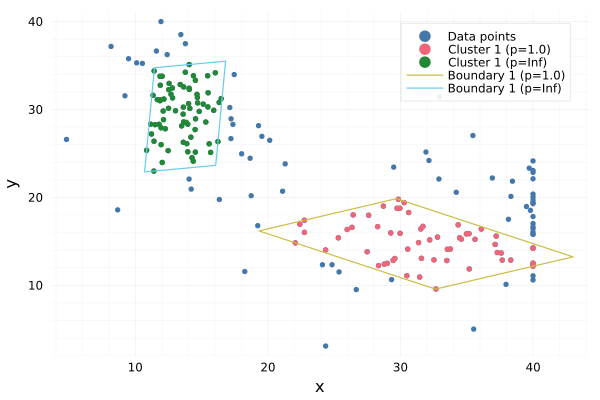 40
30
20
10
10
20
30
40
x
y
Data points
Cluster 1 (p=1.0)
Cluster 1 (p=Inf)
Boundary 1 (p=1.0)
Boundary 1 (p=Inf)